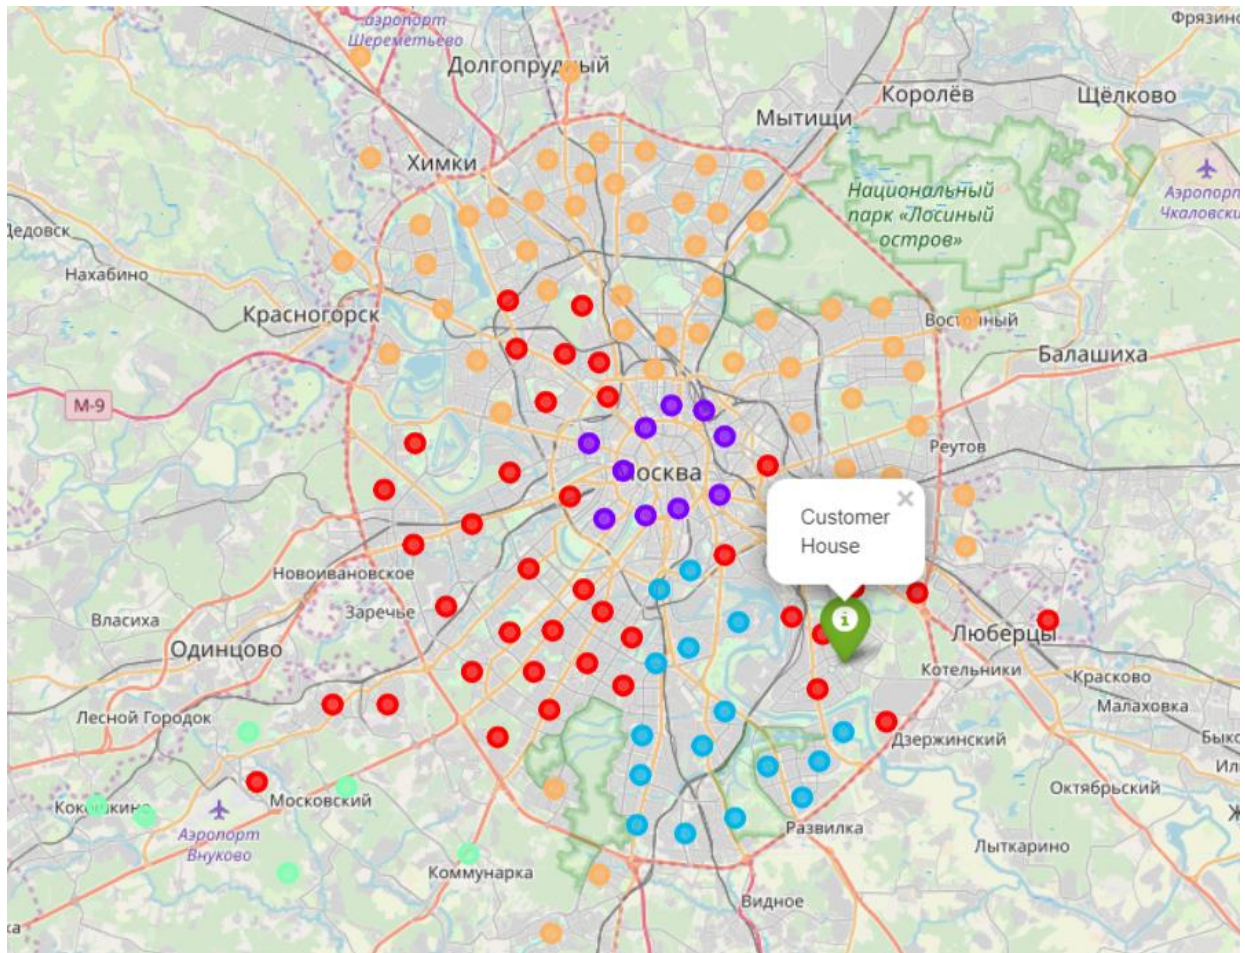 Фрязино
аэропорт
Шереметьево
Долгопрудный
Королёв
Щёлково
Мытищи
Химки
Национальный
парк «Лосиный
остров»
Аэропорт
Дедовск
Нахабино
Красногорск
Балашиха
M-9
Реутов
Москва
Customer
House
×
Новоивановское
Заречье
Власиха
Одинцово
Люберцы
Котельники
Красково
Малаховка
Лесной Городок
Дзержинский
Московский
Октябрьский
Аэропорт
Внуково
Развилка
Лыткарино
Коммунарка
Видное